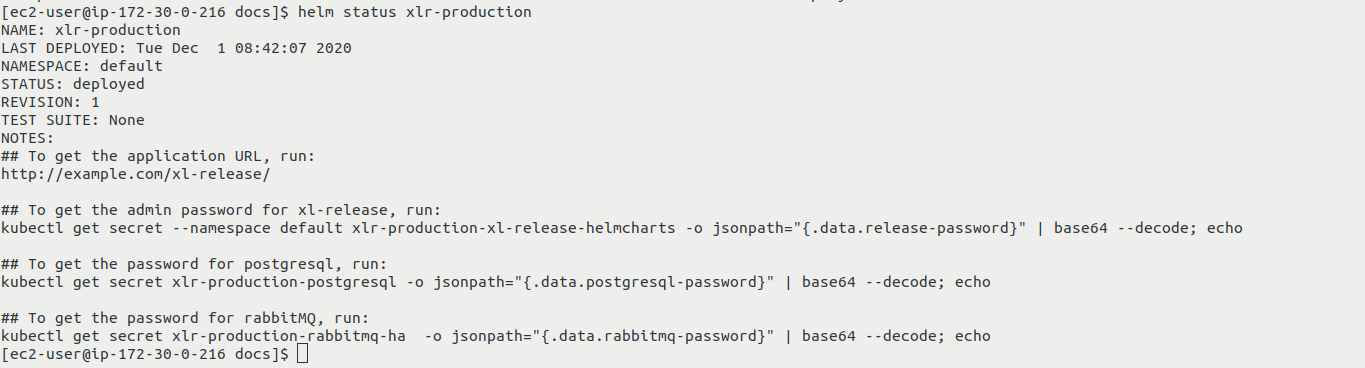 [ec2-user@ip-172-30-0-216 docs]$ helm status xlr-production
NAME: xlr-production
LAST DEPLOYED: Tue Dec  1 08:42:07 2020
NAMESPACE: default
STATUS: deployed
REVISION: 1
TEST SUITE: None
NOTES:
## To get the application URL, run:
http://example.com/xl-release/

## To get the admin password for xl-release, run:
kubectl get secret --namespace default xlr-production-xl-release-helmcharts -o jsonpath="{.data.release-password}" | base64 --decode; echo

## To get the password for postgresql, run:
kubectl get secret xlr-production-postgresql -o jsonpath="{.data.postgresql-password}" | base64 --decode; echo

## To get the password for rabbitMQ, run:
kubectl get secret xlr-production-rabbitmq-ha  -o jsonpath="{.data.rabbitmq-password}" | base64 --decode; echo
[ec2-user@ip-172-30-0-216 docs]$